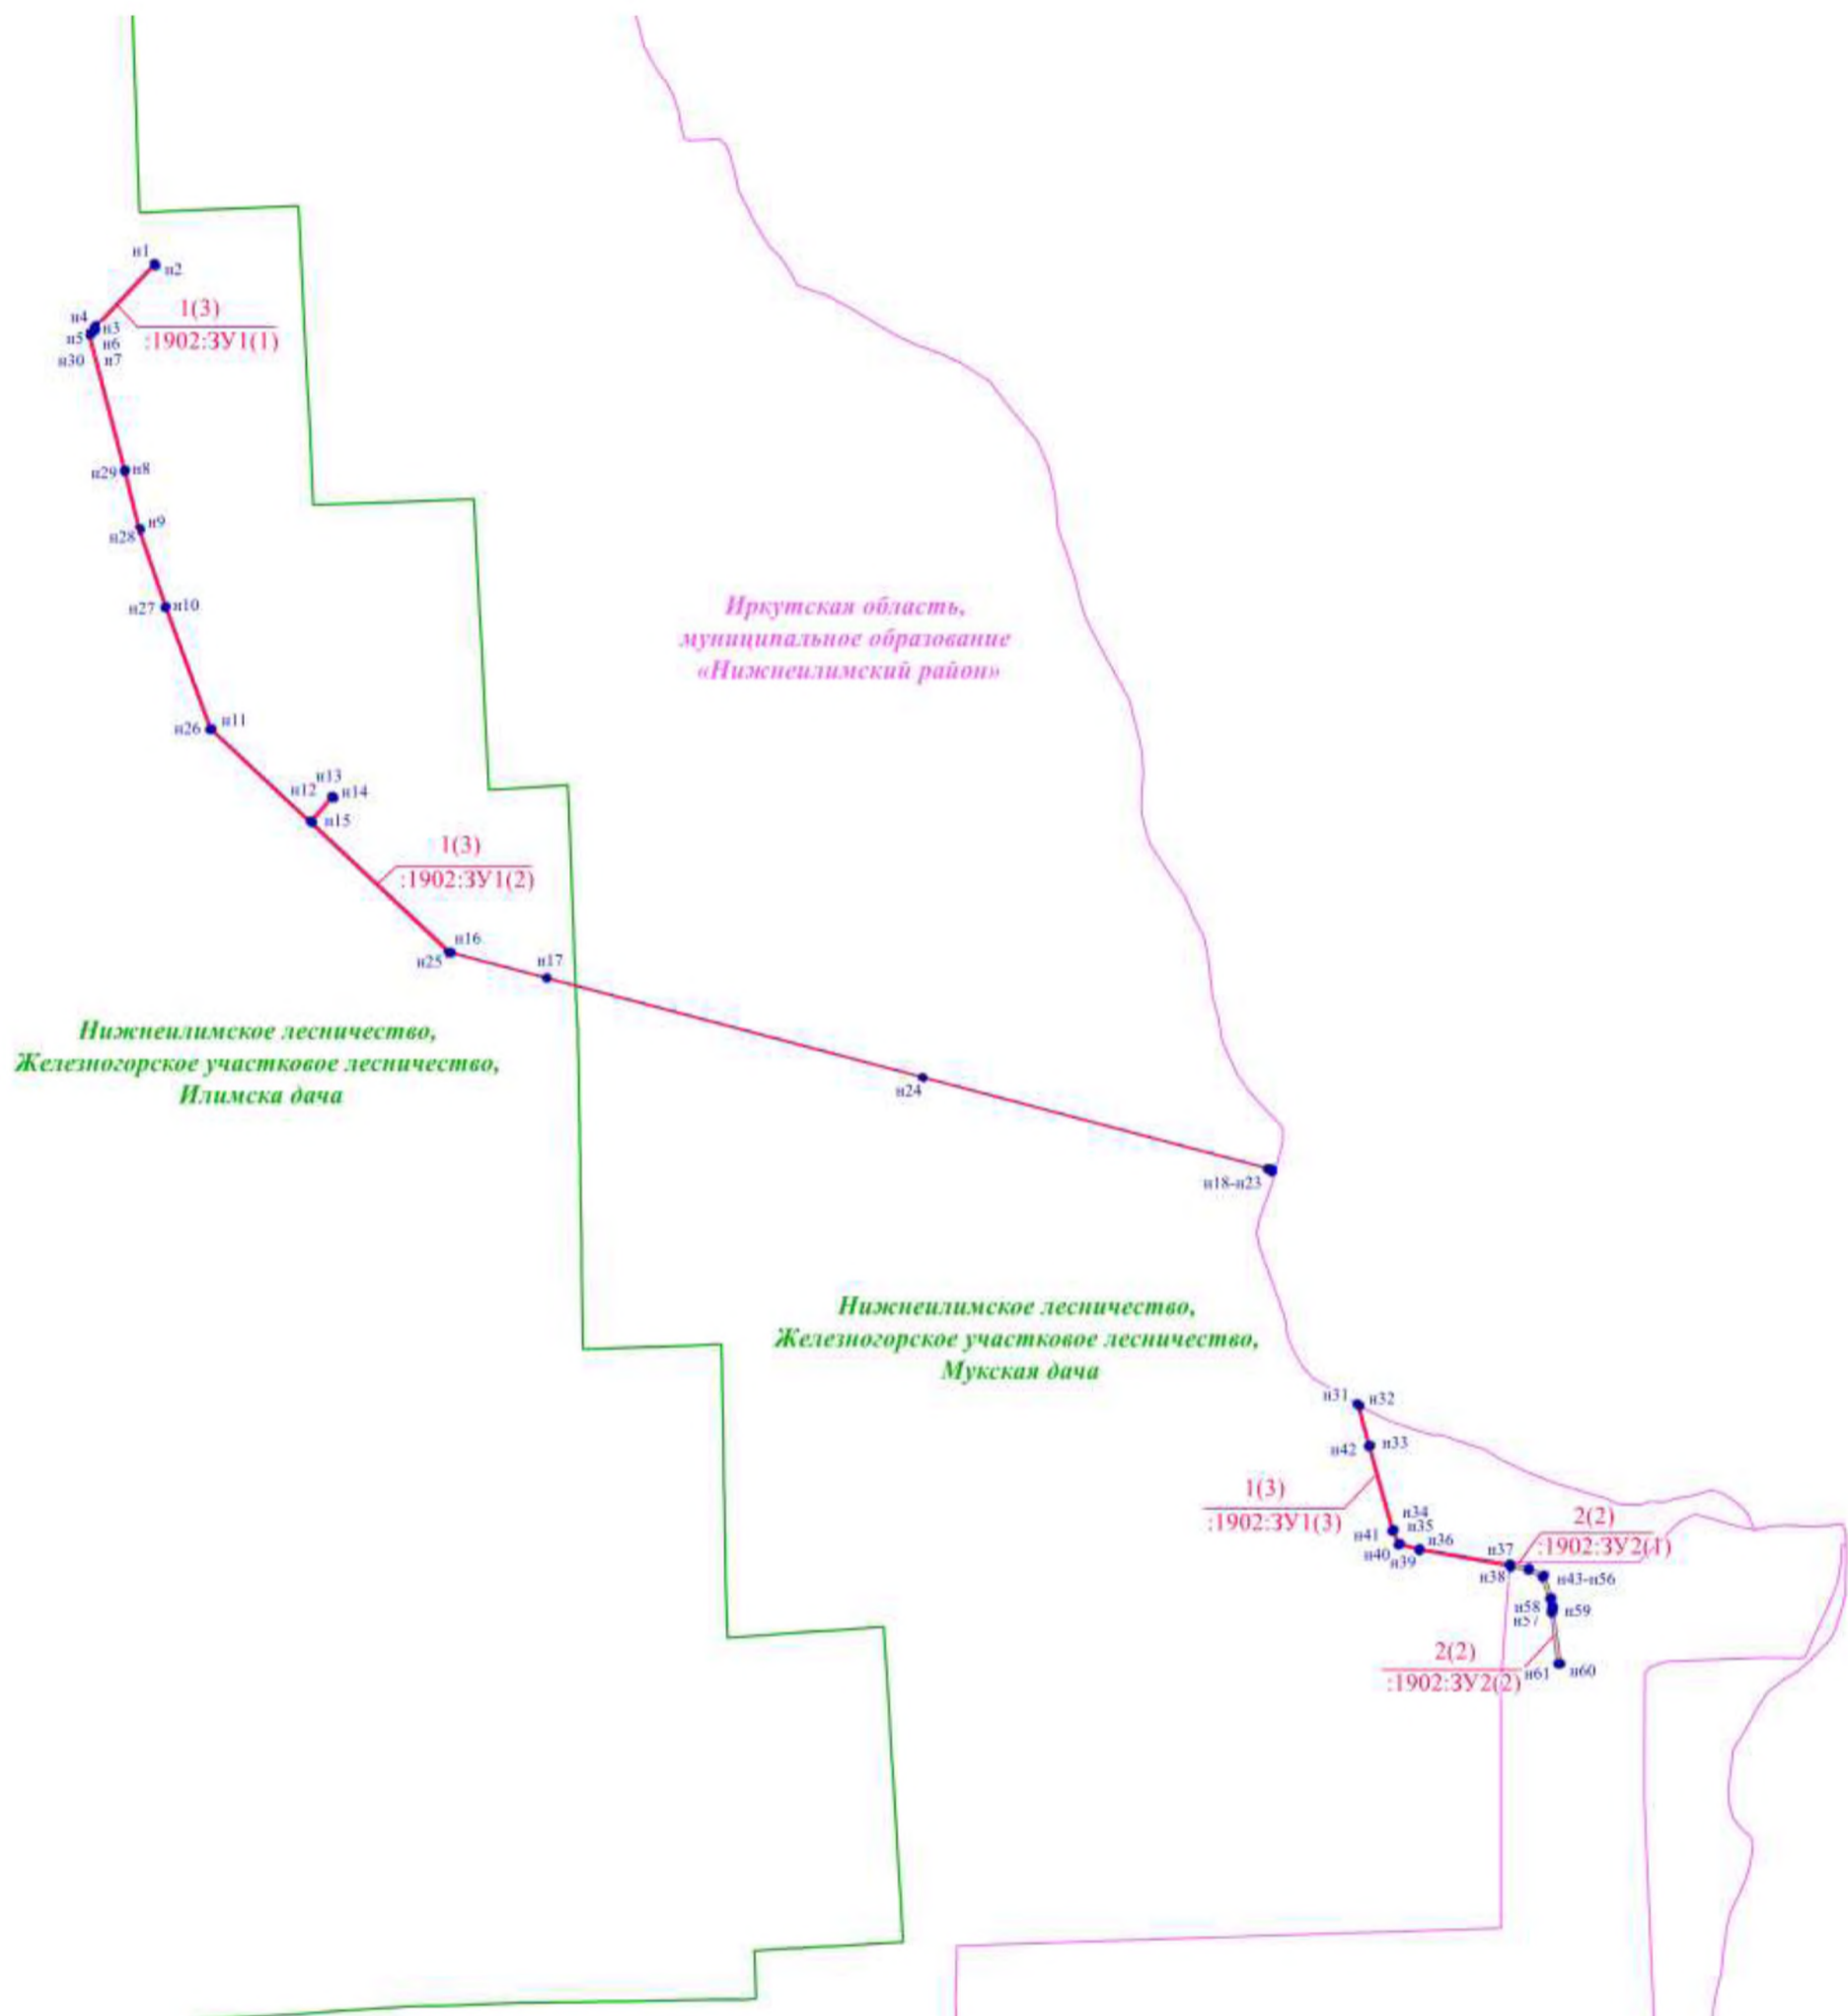 н1
н2
1(3)
:1902:ЗУ1(1)
н4
н3
н5
н6
н30
н7
н29
н8
н9
н28
н27
н10
Иркутская область,
муниципальное образование
«Нижнеилимский район»
н11
н26
н13
н12
н14
н15
1(3)
:1902:ЗУ1(2)
н16
н25
н17
Нижнеилимское лесничество,
Железногорское участковое лесничество,
Илимска дача
н24
н18-н23
Нижнеилимское лесничество,
Железногорское участковое лесничество,
Мукская дача
н31
н32
н42
н33
1(3)
:1902:ЗУ1(3)
н34
н41
н35
н36
н40
н39
2(2)
:1902:ЗУ2(1)
н37
н38
н43-н56
н58
н59
н57
2(2)
:1902:ЗУ2(2)
н61
н60